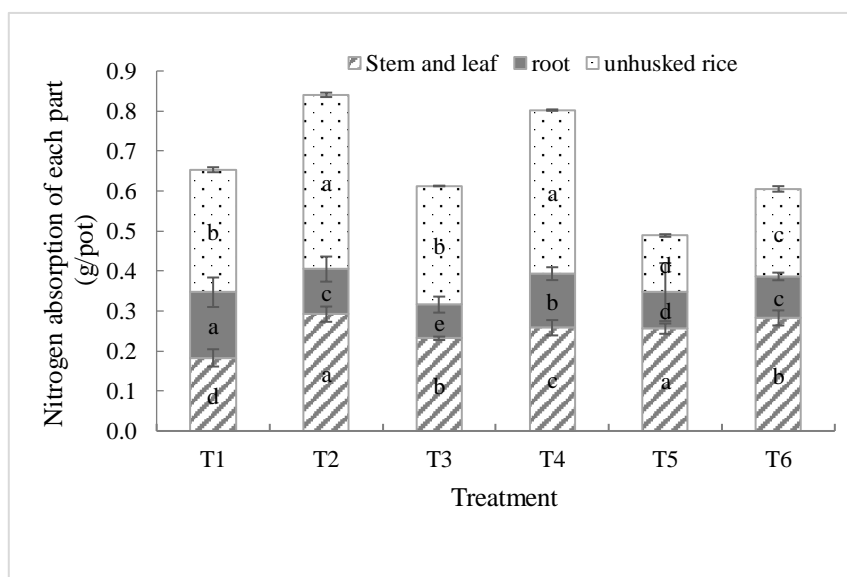 Stem and leaf root unhusked rice
Nitrogen absorption of each part
(g/pot)
0.9
0.8
0.7
0.6
0.5
0.4
0.3
0.2
0.1
0.0
b a b a d c
a c e b d c
d a b c a b
T1 T2 T3 T4 T5 T6
Treatment